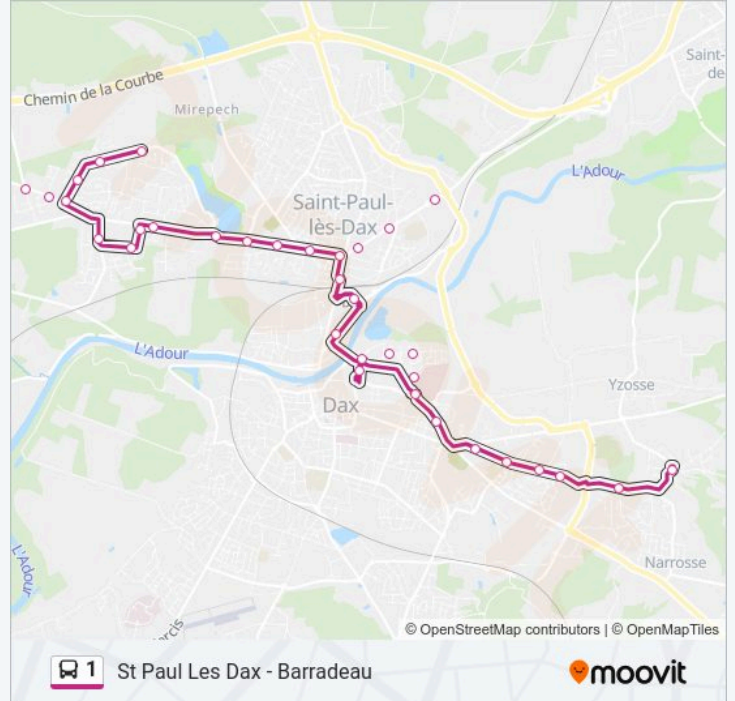 Chemin de la Courbe
Mirepech
Saint-
de
L'Adour
Saint-Paul-
lès-Dax
L'Adour
Yzosse
Dax
L'Adour
Narrosse
rcis
© OpenStreetMap contributors | © OpenMapTiles
1 St Paul Les Dax - Barradeau
moovit